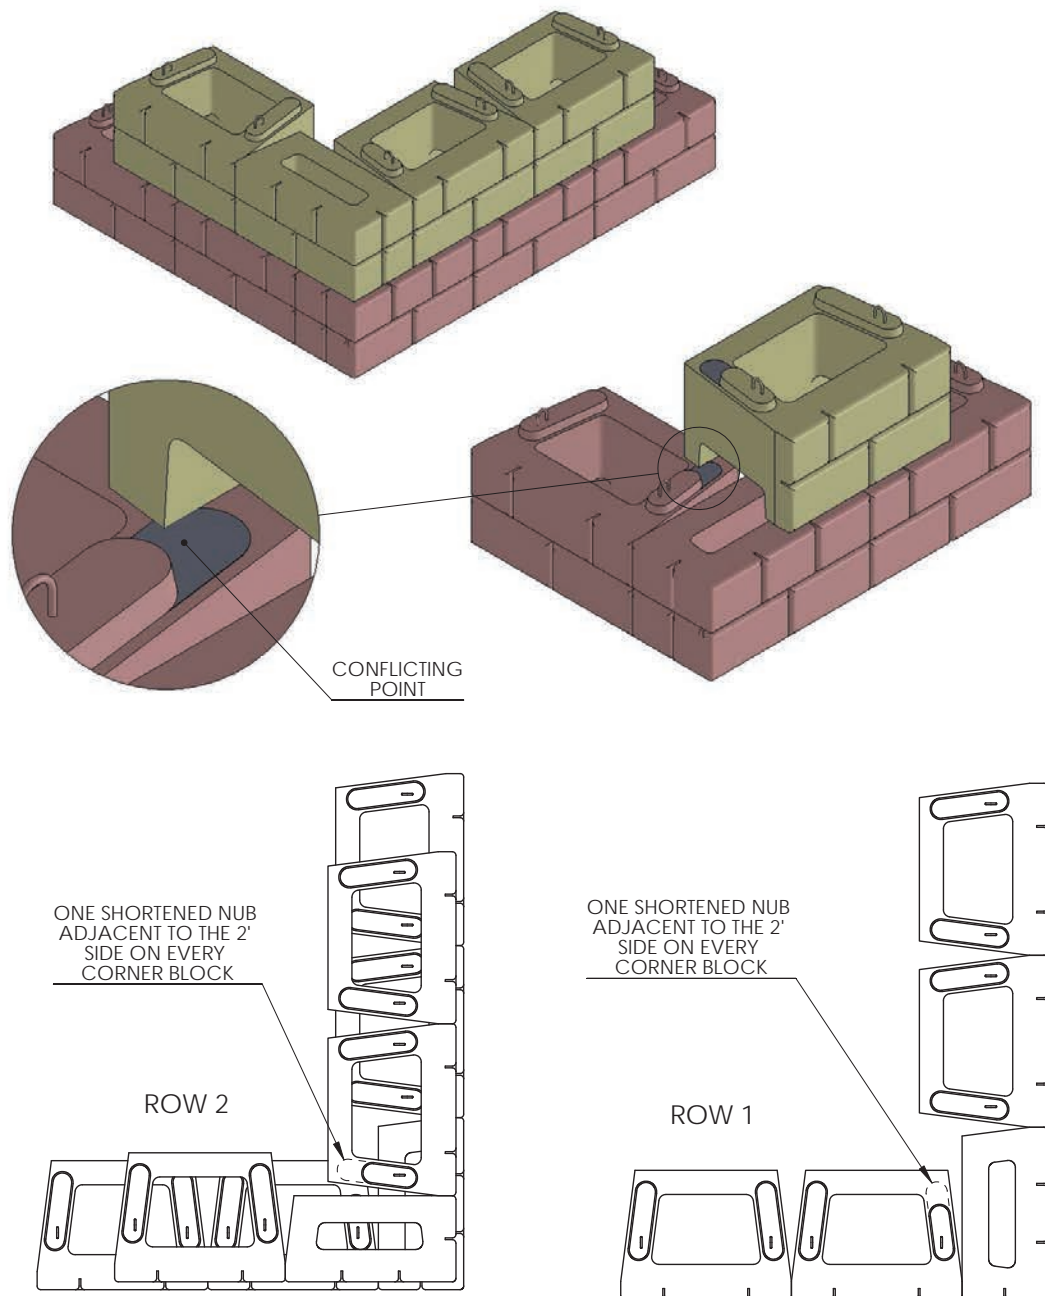 CONFLICTING
POINT
ONE SHORTENED NUB
ADJACENT TO THE 2'
SIDE ON EVERY
CORNER BLOCK
ROW 2
ONE SHORTENED NUB
ADJACENT TO THE 2'
SIDE ON EVERY
CORNER BLOCK
ROW 1